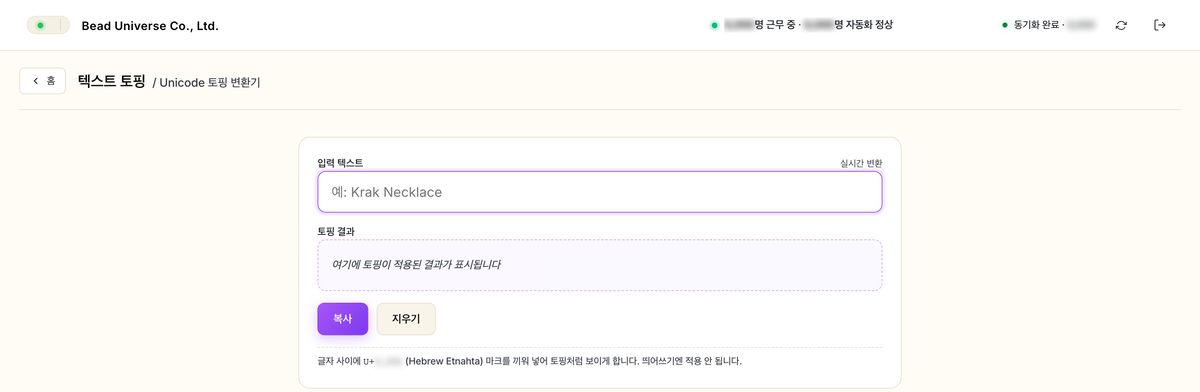 Bead Universe Co., Ltd.
명 근무 중 · 명 자동화 정상
동기화 완료 ·
홈
텍스트 토핑 / Unicode 토핑 변환기
입력 텍스트
실시간 변환
예: Krak Necklace
토핑 결과
여기에 토핑이 적용된 결과가 표시됩니다
복사
지우기
글자 사이에 U+ (Hebrew Etnahta) 마크를 끼워 넣어 토핑처럼 보이게 합니다. 띄어쓰기엔 적용 안 됩니다.